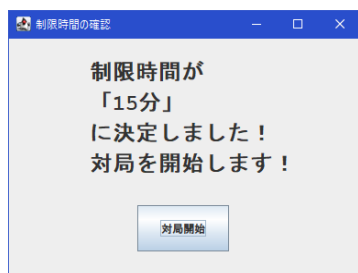 制限時間の確認
制限時間が
「15分」
に決定しました！
対局を開始します！
対局開始